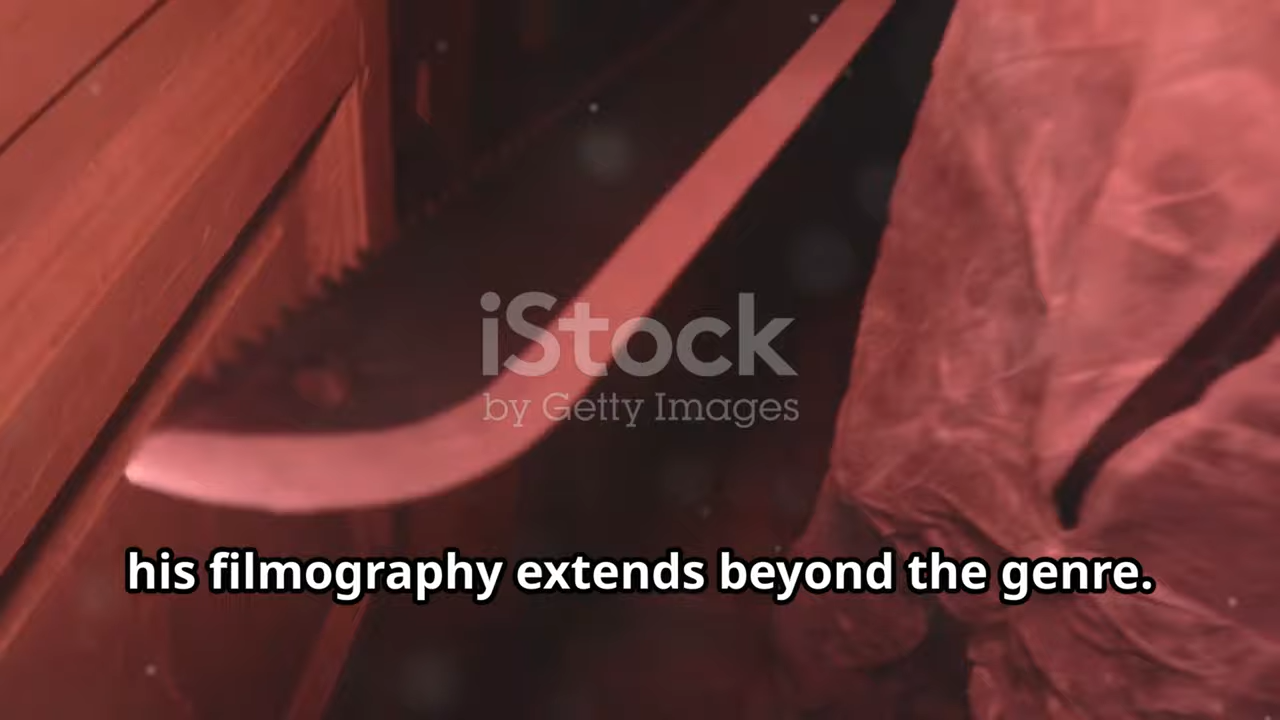 iStock
by Getty Images
his filmography extends beyond the genre.